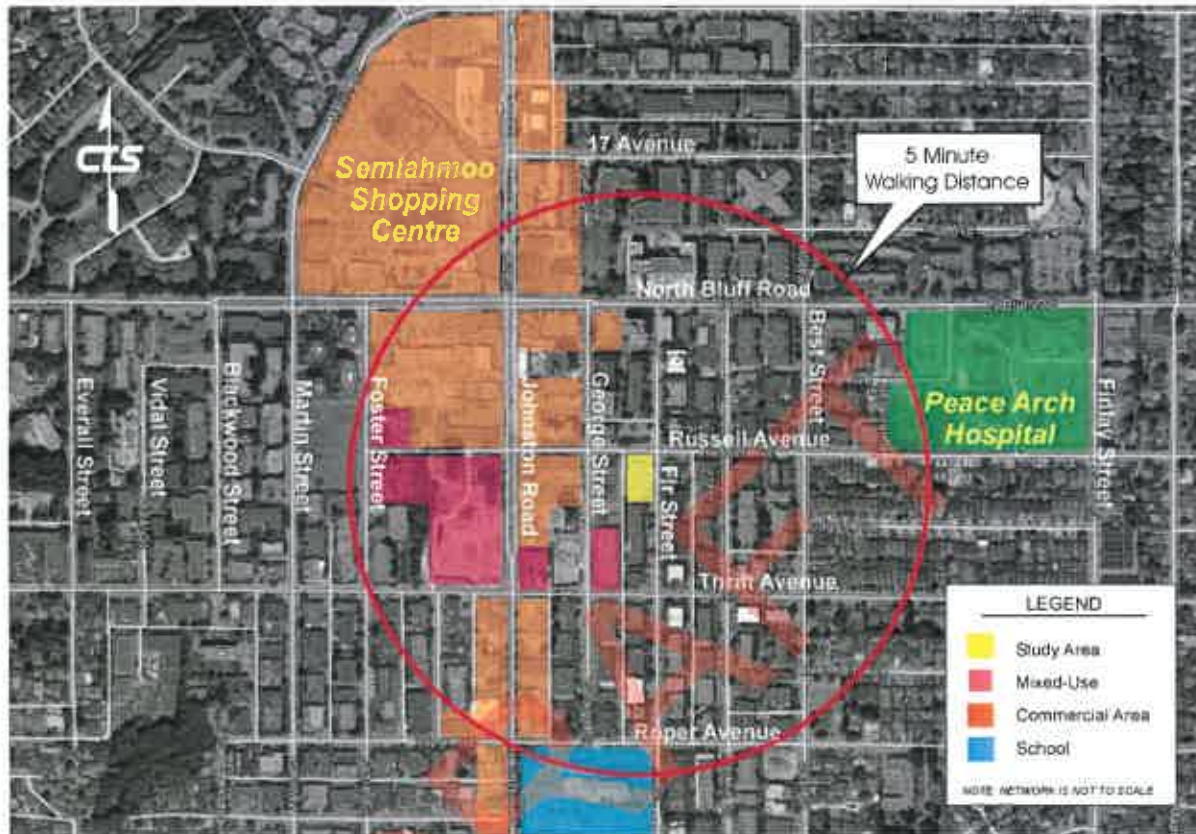 CTS
Semiahmoo
Shopping
Centre
17 Avenue
5 Minute
Walking Distance
North Bluff Road
Everall Street
Vidal Street
Blackwood Street
Martin Street
Foster Street
Johnston Road
George Street
Fir Street
Best Street
Finlay Street
Peace Arch
Hospital
Russell Avenue
Thrift Avenue
Roper Avenue
LEGEND
Study Area
Mixed-Use
Commercial Area
School
NOTE: NETWORK IS NOT TO SCALE